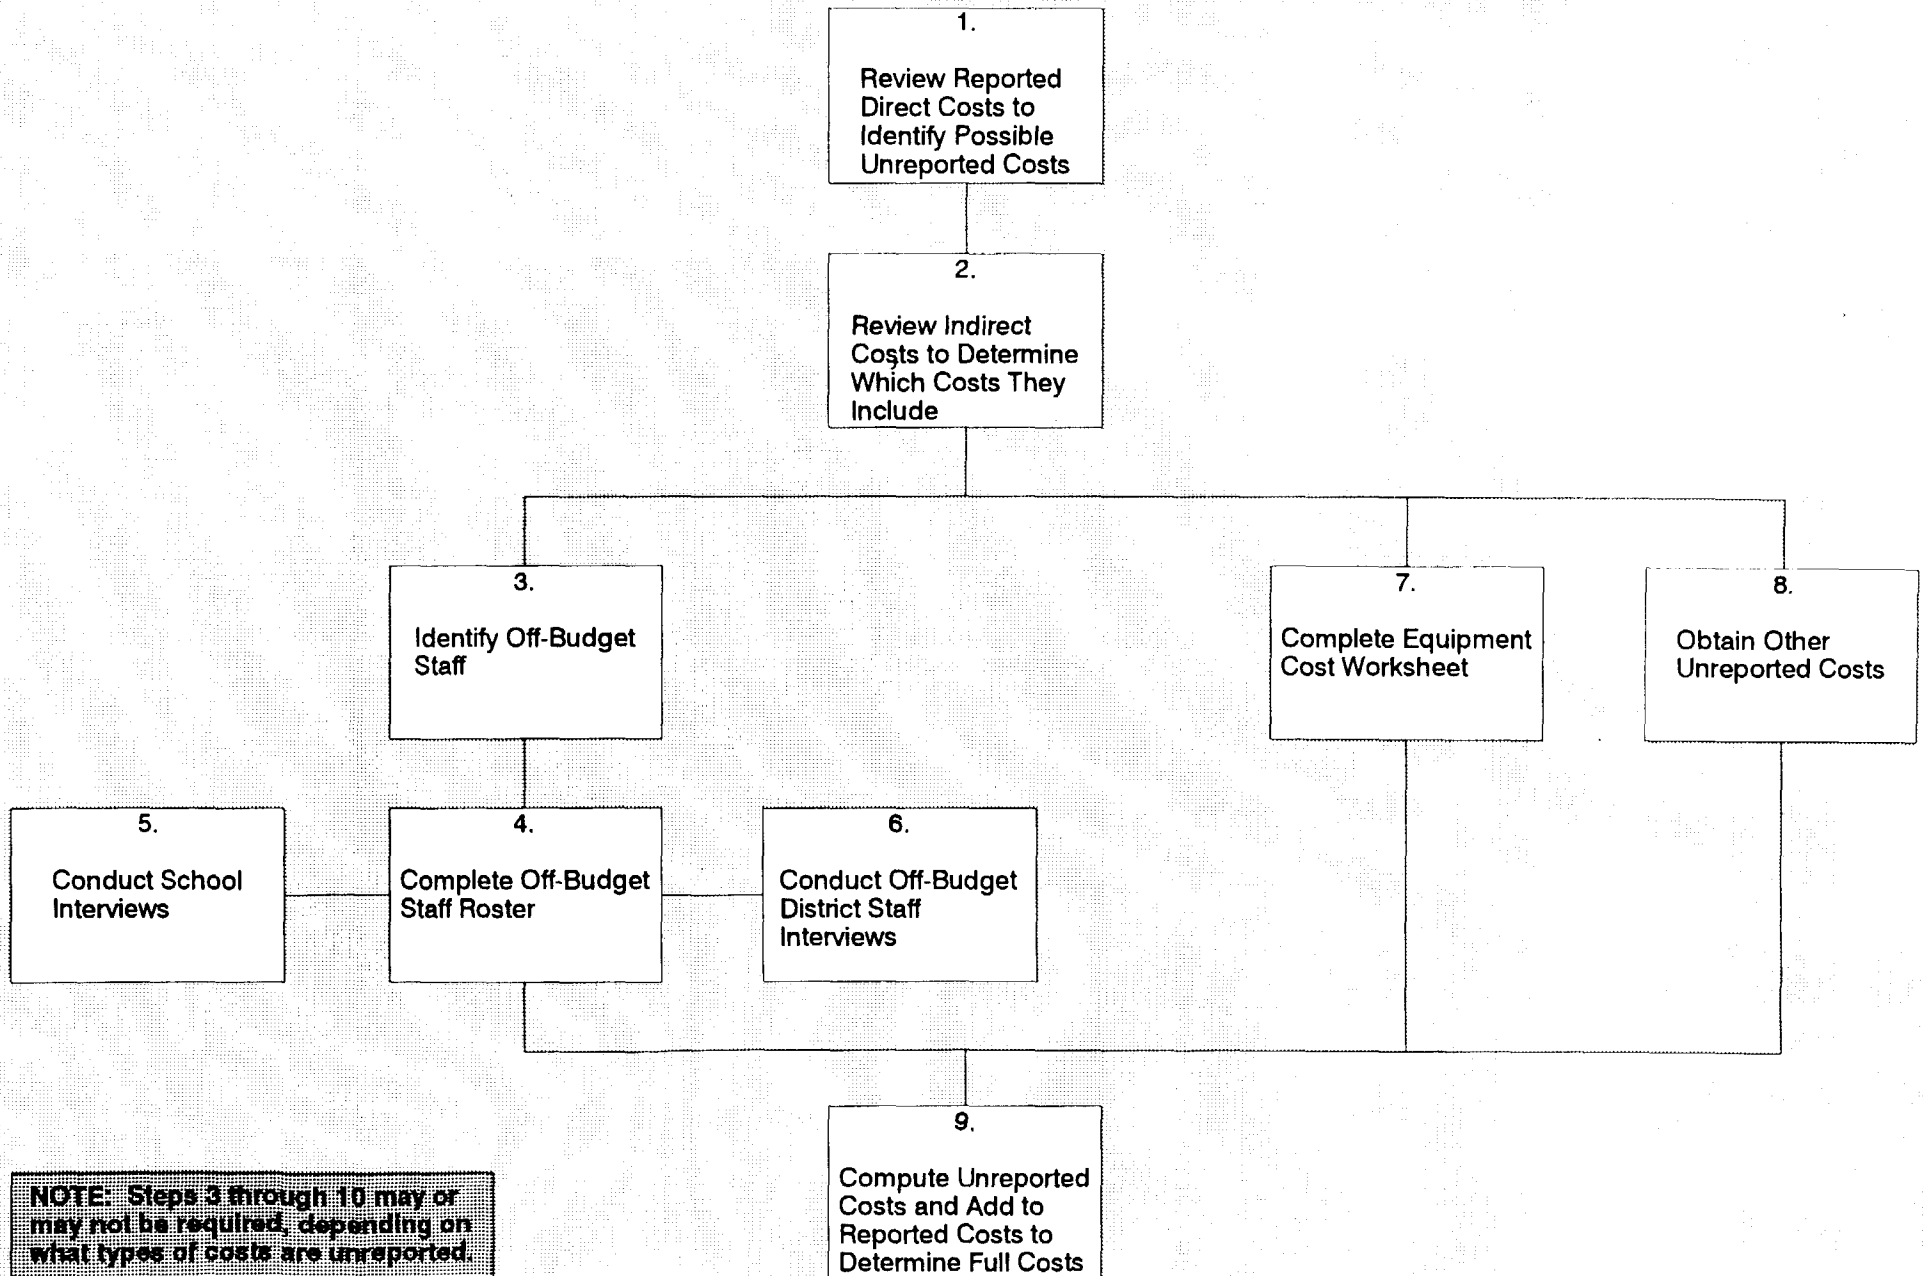 1.
Review Reported
Direct Costs to
Identify Possible
Unreported Costs
2.
Review Indirect
Costs to Determine
Which Costs They
Include
3.
Identify Off-Budget
Staff
7.
Complete Equipment
Cost Worksheet
8.
Obtain Other
Unreported Costs
5.
Conduct School
Interviews
4.
Complete Off-Budget
Staff Roster
6.
Conduct Off-Budget
District Staff
Interviews
9.
Compute Unreported
Costs and Add to
Reported Costs to
Determine Full Costs
NOTE: Steps 3 through 10 may or
may not be required, depending on
what types of costs are unreported.